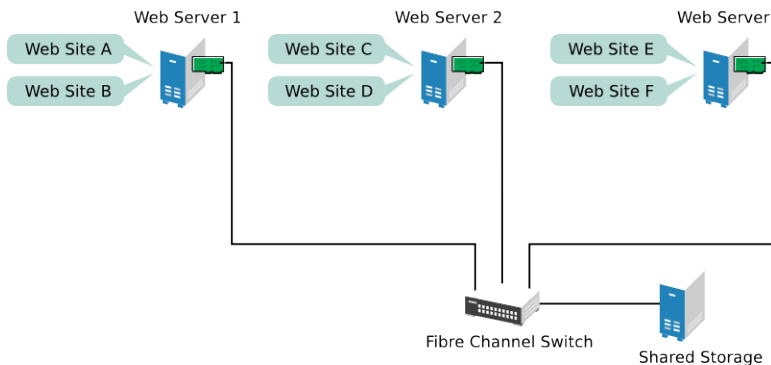 Web Server 1
Web Server 2
Web Server
Web Site A
Web Site C
Web Site E
Web Site B
Web Site D
Web Site F
Fibre Channel Switch
Shared Storage